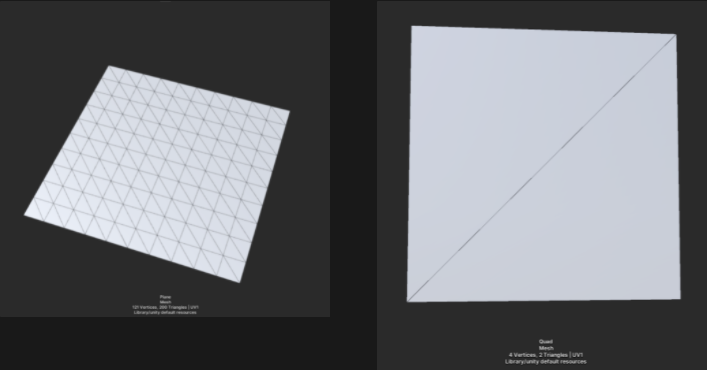 Plane
Mesh
121 Vertices, 200 Triangles | UV1
Library/unity default resources
Quad
Mesh
4 Vertices, 2 Triangles | UV1
Library/unity default resources